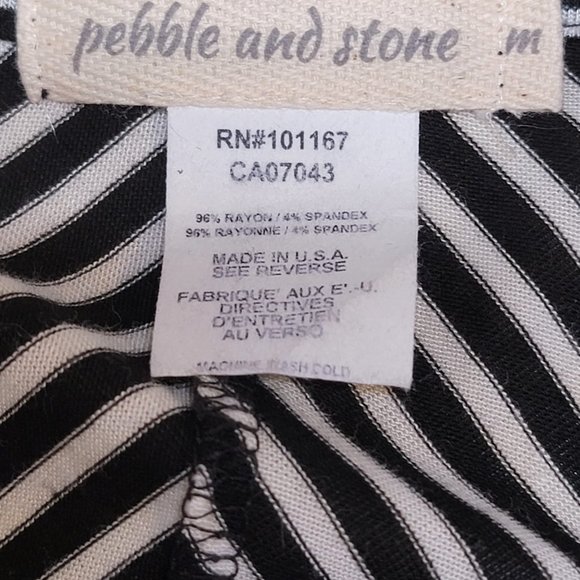 pebble and stone m
RN#101167
CA07043
96% RAYON / 4% SPANDEX
96% RAYONNE / 4% SPANDEX
MADE IN U.S.A.
SEE REVERSE
FABRIQUE' AUX E'.-U.
DIRECTIVES
D'ENTRETIEN
AU VERSO
MACHINE WASH COLD